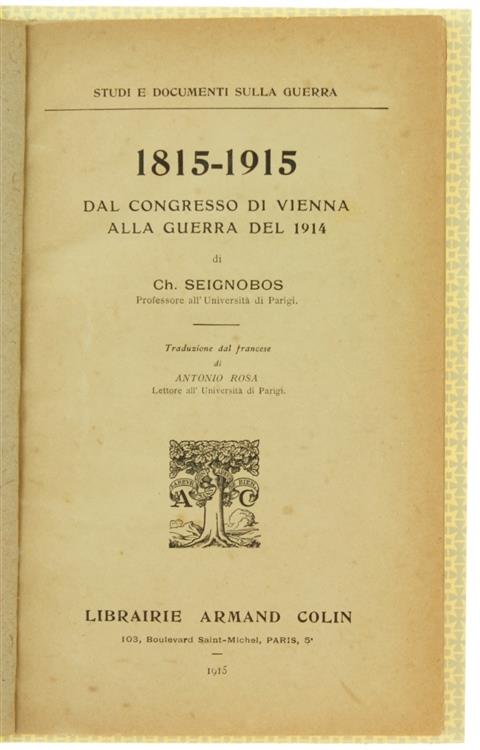 STUDI E DOCUMENTI SULLA GUERRA
1815-1915
DAL CONGRESSO DI VIENNA
ALLA GUERRA DEL 1914
di
Ch. SEIGNOBOS
Professore all'Università di Parigi.
Traduzione dal francese
di
ANTONIO ROSA
Lettore all' Università di Parigi.
A C
LIBRAIRIE ARMAND COLIN
103, Boulevard Saint-Michel, PARIS, 5e
1915